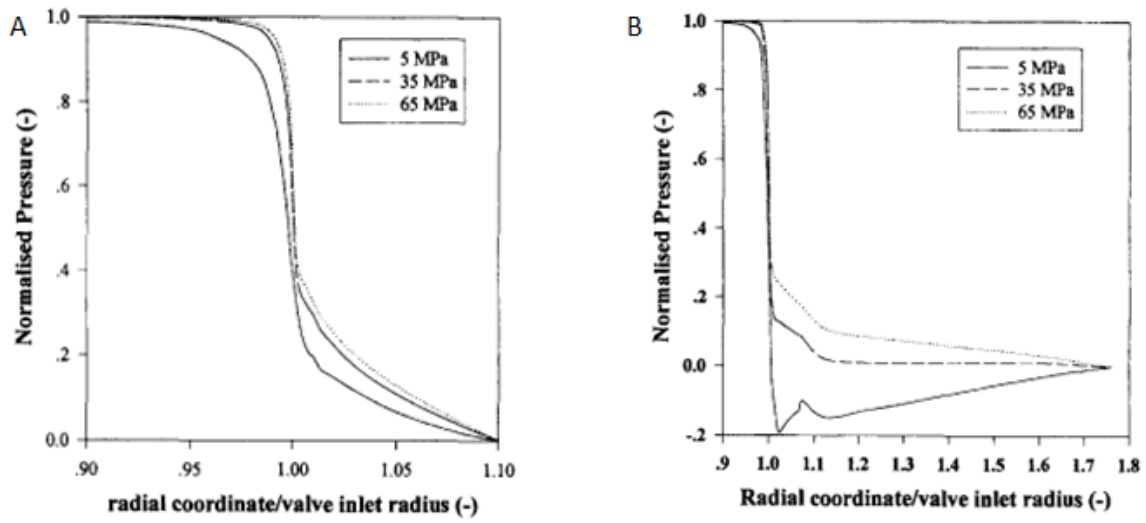 A
Normalised Pressure (-)
1.0
.8
.6
.4
.2
0.0
5 MPa
35 MPa
65 MPa
.90
.95
1.00
1.05
1.10
radial coordinate/valve inlet radius (-)
B
Normalised Pressure (-)
1.0
.8
.6
.4
.2
0.0
-.2
5 MPa
35 MPa
65 MPa
.9
1.0
1.1
1.2
1.3
1.4
1.5
1.6
1.7
1.8
Radial coordinate/valve inlet radius (-)